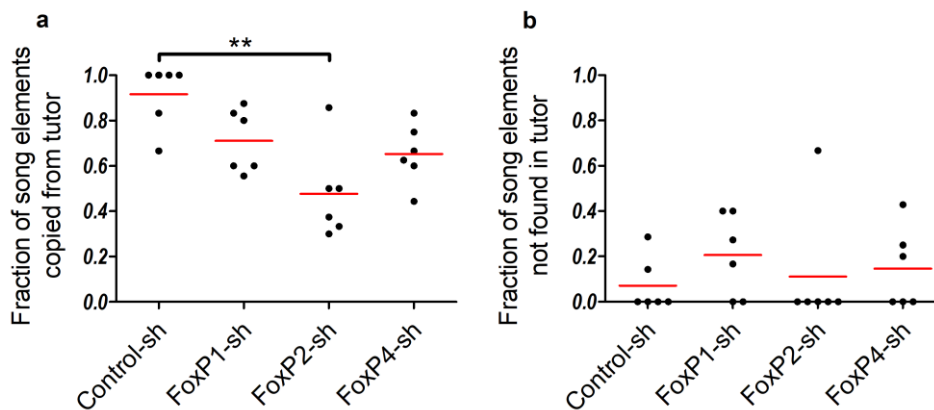 a
Fraction of song elements
copied from tutor
**
1.0
0.8
0.6
0.4
0.2
0.0
Control-sh
FoxP1-sh
FoxP2-sh
FoxP4-sh
b
Fraction of song elements
not found in tutor
1.0
0.8
0.6
0.4
0.2
0.0
Control-sh
FoxP1-sh
FoxP2-sh
FoxP4-sh